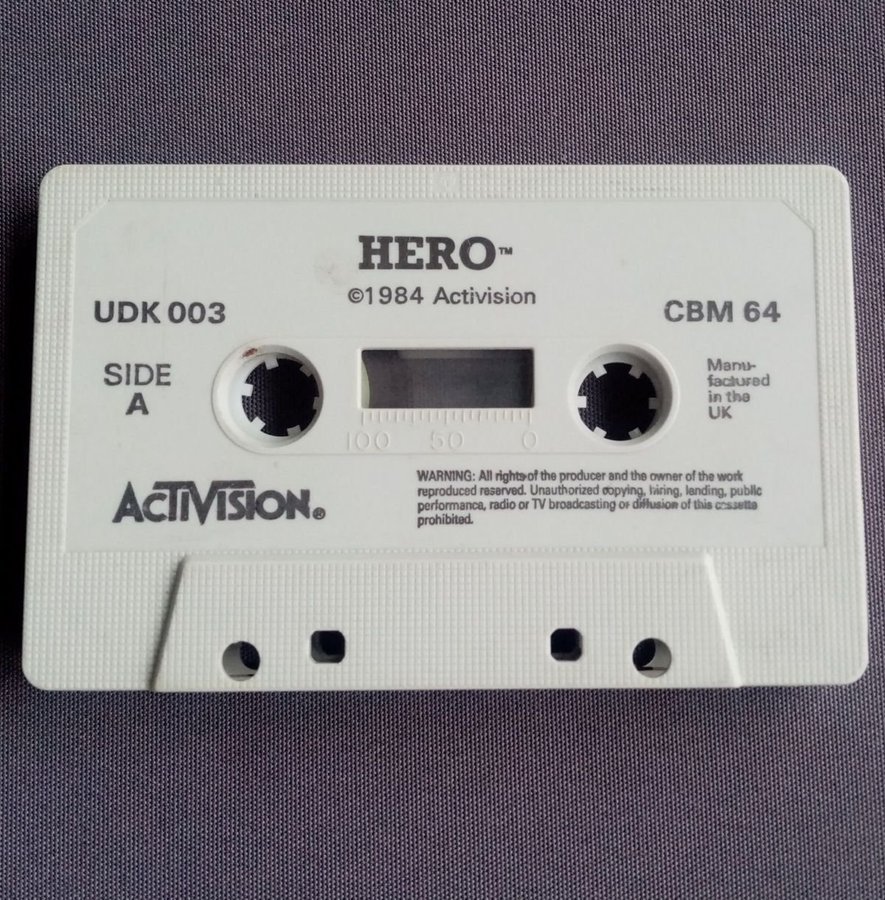 HERO™
©1984 Activision
UDK 003
CBM 64
SIDE
A
Manu-
factured
in the
UK
100 50 0
ACTIVISION®
WARNING: All rights of the producer and the owner of the work
reproduced reserved. Unauthorized copying, hiring, lending, public
performance, radio or TV broadcasting or diffusion of this cassette
prohibited.